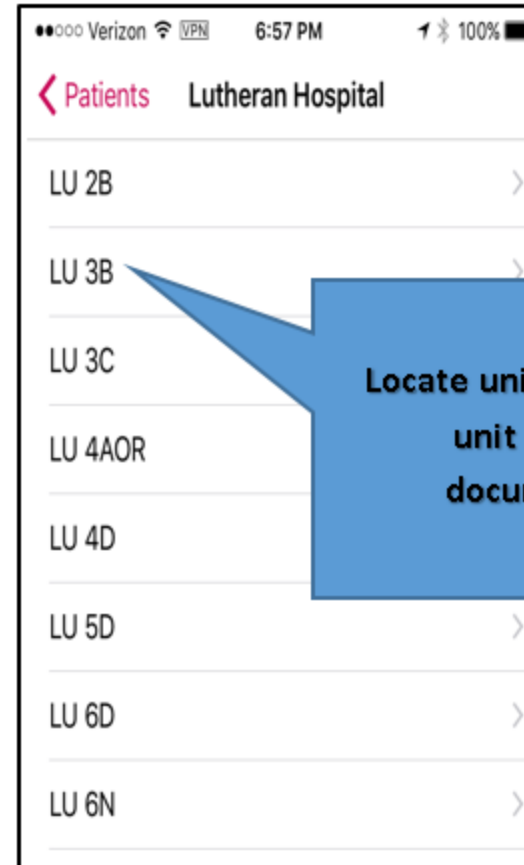 Verizon VPN 6:57 PM 100%
Patients Lutheran Hospital
LU 2B
LU 3B
LU 3C
Locate
unit
LU 4AOR
LU 4D
LU 5D
LU 6D
LU 6N